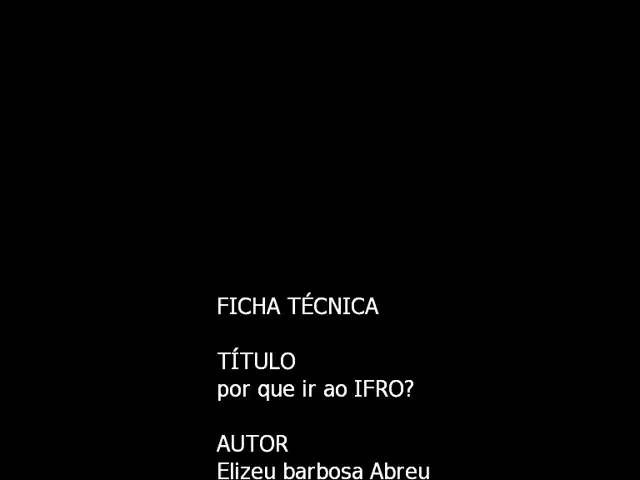 FICHA TÉCNICA
TÍTULO
por que ir ao IFRO?
AUTOR
Elizeu barbosa Abreu